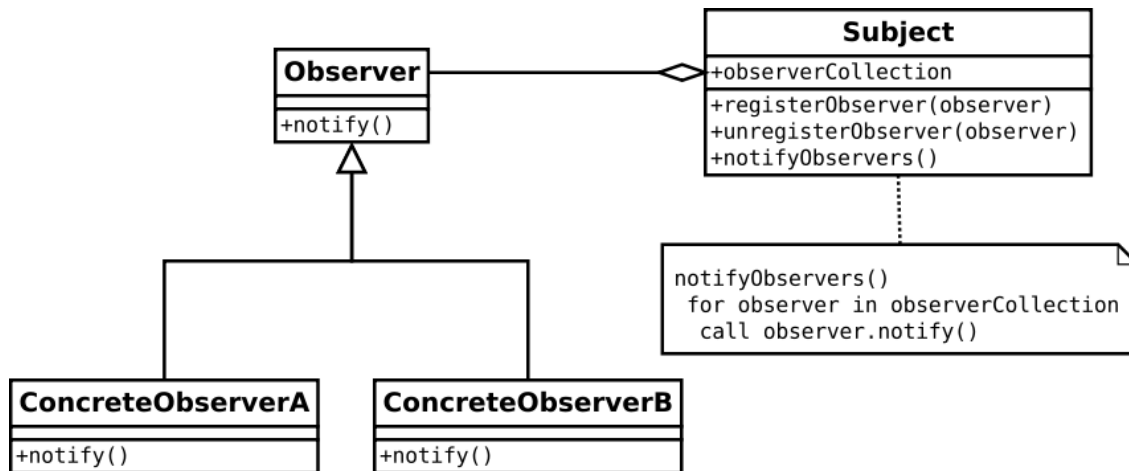 Observer
+notify()
Subject
+observerCollection
+registerObserver(observer)
+unregisterObserver(observer)
+notifyObservers()
notifyObservers()
for observer in observerCollection
call observer.notify()
ConcreteObserverA
+notify()
ConcreteObserverB
+notify()